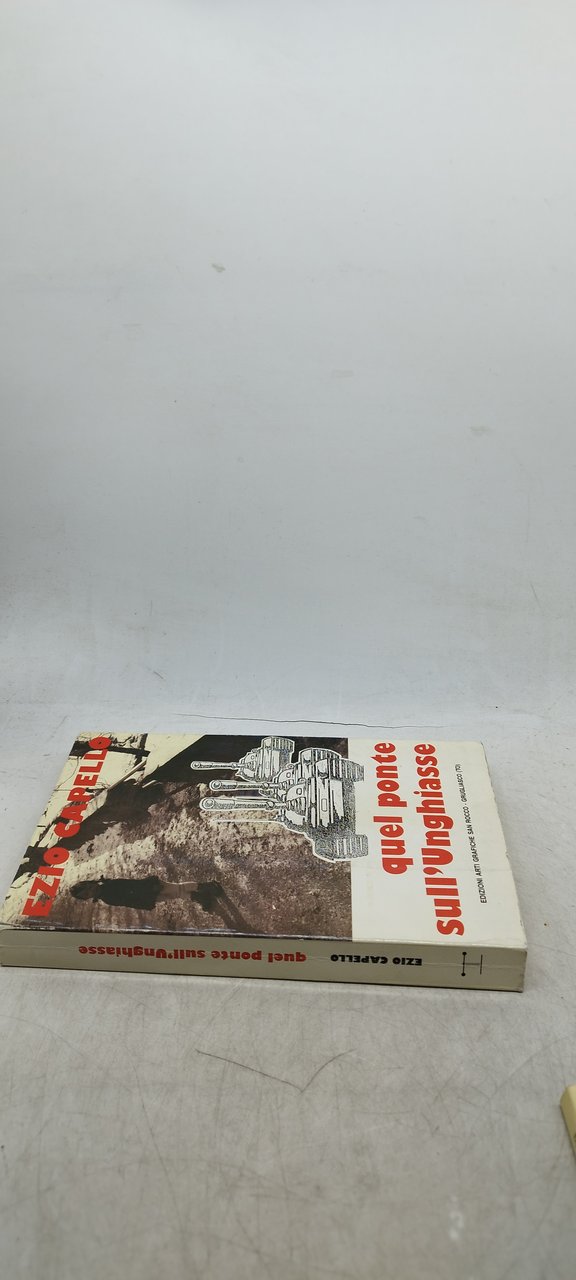 EZIO CAPELLO
quel ponte
sull'Unghiasse
EDIZIONI ARTI GRAFICHE SAN ROCCO - GRUGLIASCO (TO)
EZIO CAPELLO
quel ponte sull'Unghiasse